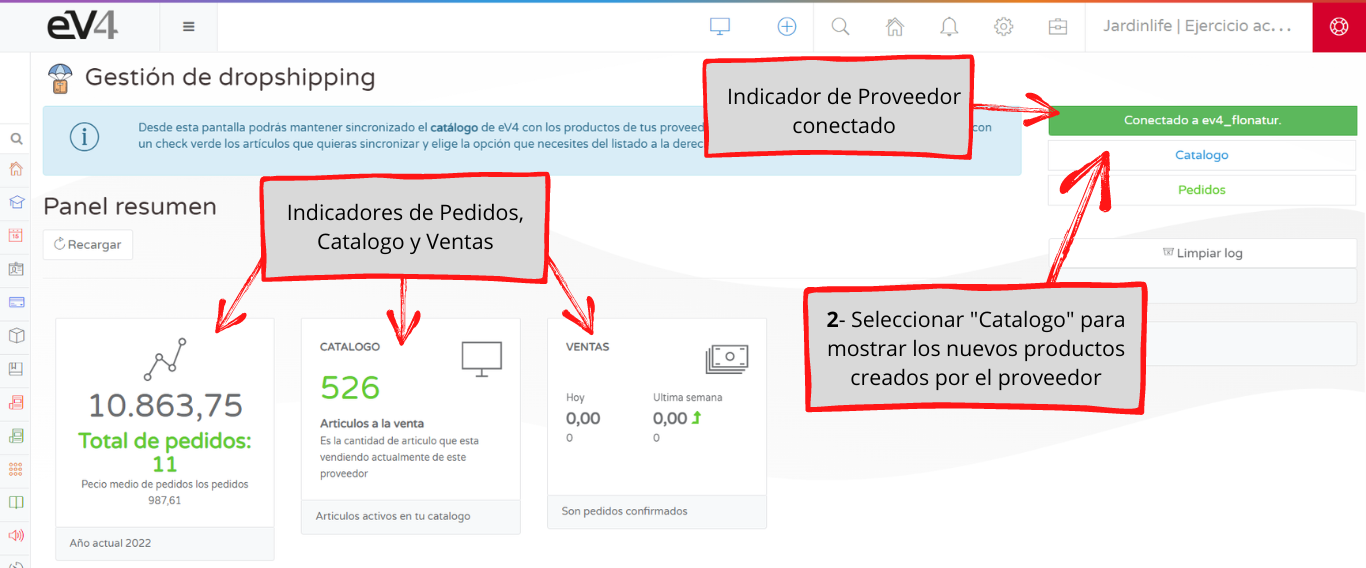 eV4
Jardinlife | Ejercicio ac...
Gestión de dropshipping
Indicador de Proveedor
conectado
Desde esta pantalla podrás mantener sincronizado el catálogo de eV4 con los productos de tus proveed
con
un check verde los artículos que quieras sincronizar y elige la opción que necesites del listado a la derec
Conectado a ev4_flonatur.
Catalogo
Pedidos
Panel resumen
Recargar
Indicadores de Pedidos,
Catalogo y Ventas
Limpiar log
2- Seleccionar "Catalogo" para
mostrar los nuevos productos
creados por el proveedor
10.863,75
Total de pedidos:
11
Pecio medio de pedidos los pedidos
987,61
Año actual 2022
CATALOGO
526
Articulos a la venta
Es la cantidad de articulo que esta
vendiendo actualmente de este
proveedor
Articulos activos en tu catalogo
VENTAS
Hoy
Ultima semana
0,00
0,00
0
0
Son pedidos confirmados